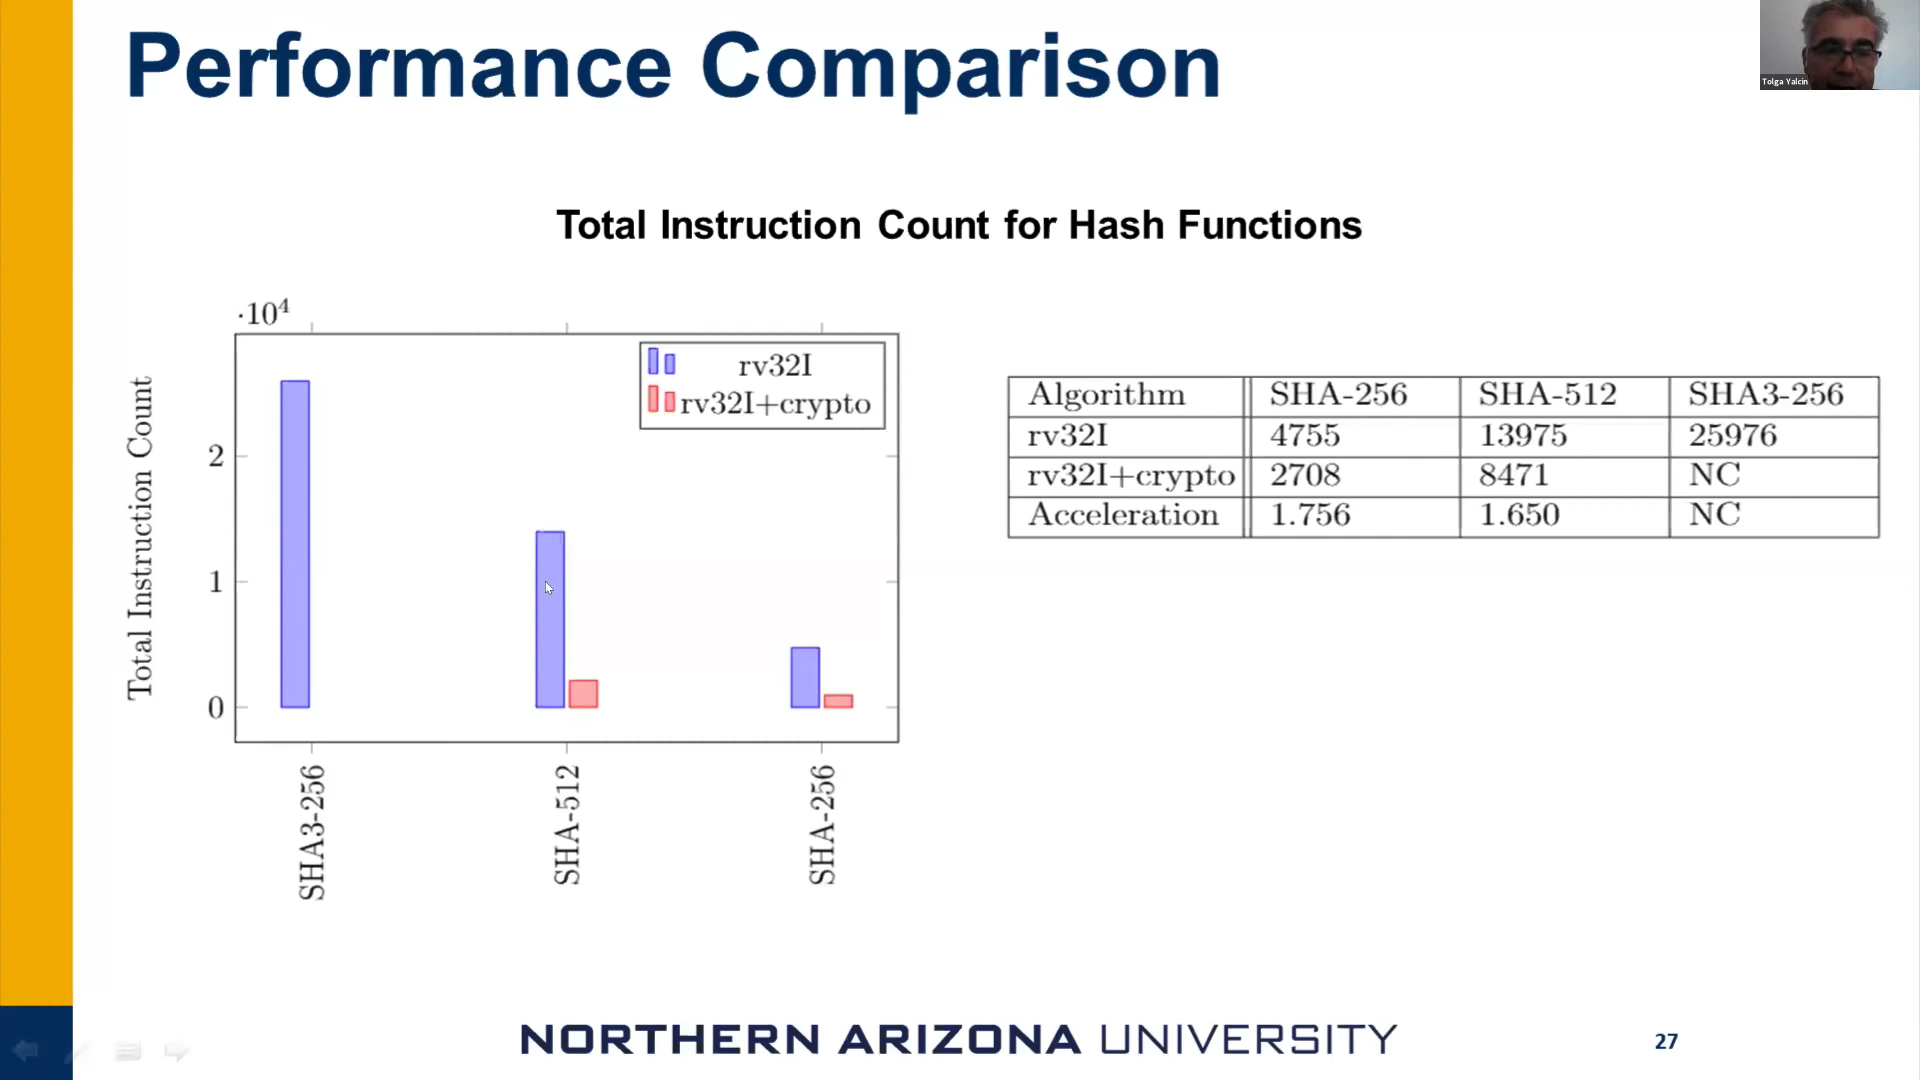 Performance Comparison
Tolga Yalcin
Total Instruction Count for Hash Functions
·10⁴
rv32I
rv32I+crypto
Total Instruction Count
2
1
0
SHA3-256
SHA-512
SHA-256
Algorithm SHA-256 SHA-512 SHA3-256
rv32I 4755 13975 25976
rv32I+crypto 2708 8471 NC
Acceleration 1.756 1.650 NC
NORTHERN ARIZONA UNIVERSITY
27